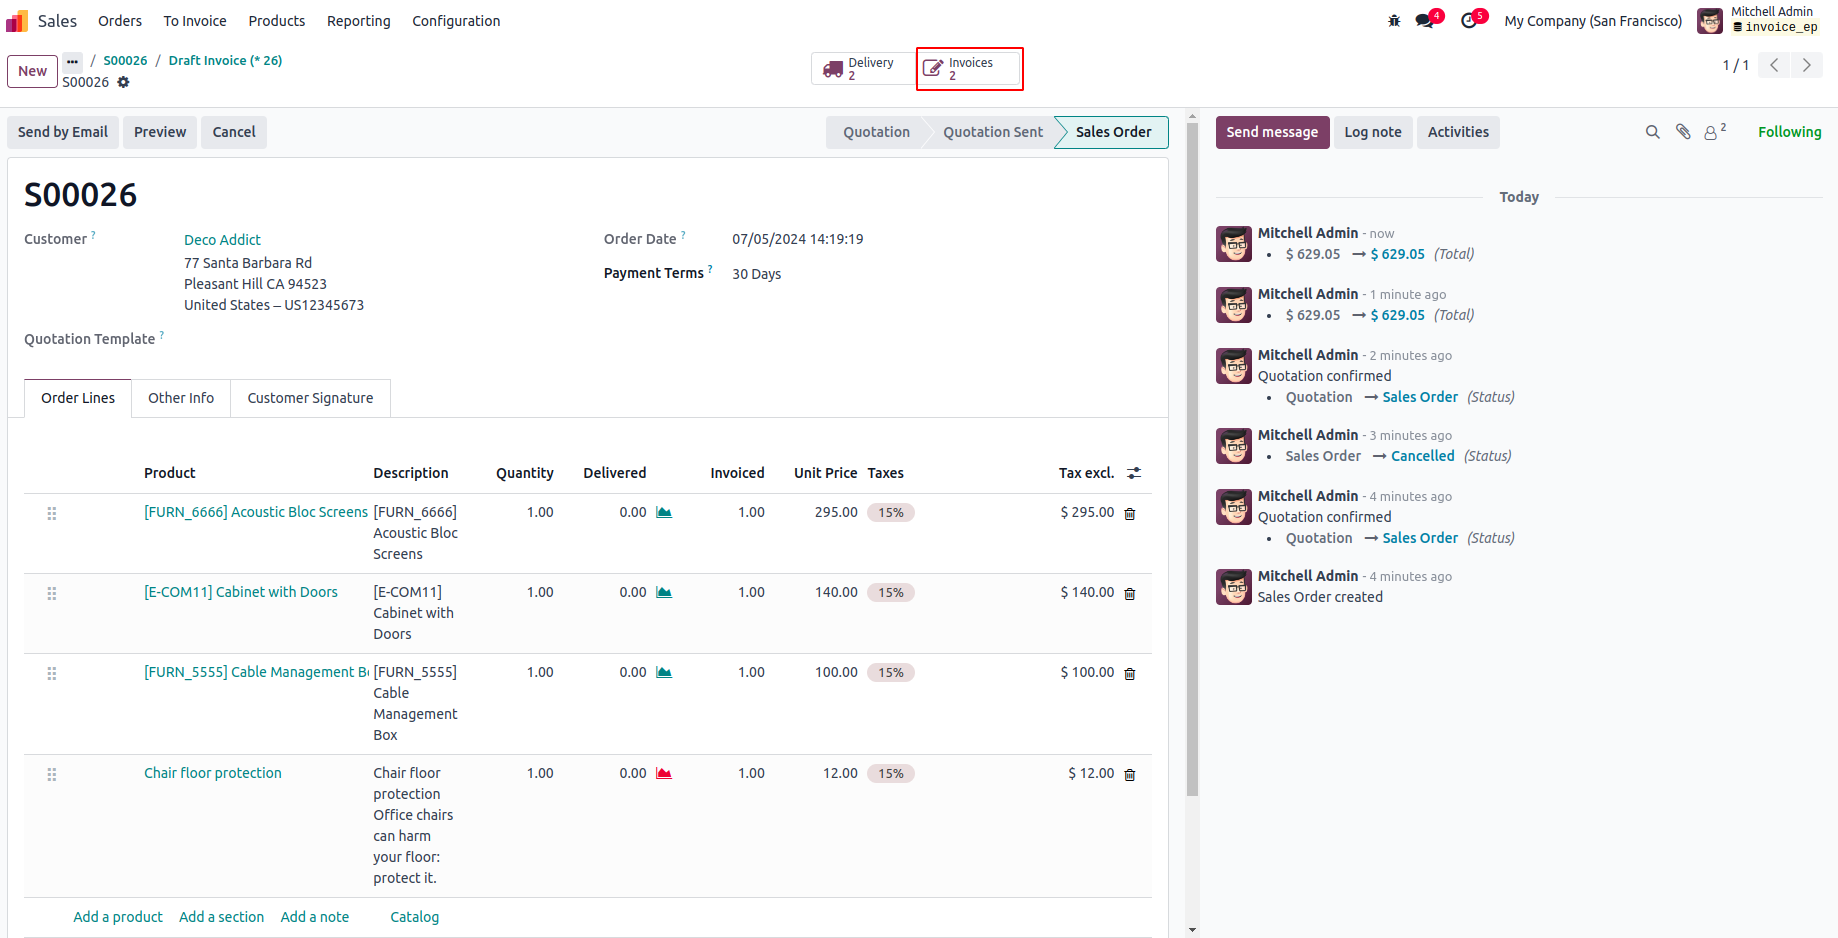 Sales Orders To Invoice Products Reporting Configuration 4 5 My Company (San Francisco) Mitchell Admin
invoice_ep
New ••• / S00026 / Draft Invoice (* 26)
S00026
Delivery
2
Invoices
2
1 / 1
Send by Email Preview Cancel Quotation Quotation Sent Sales Order
S00026
Customer ? Deco Addict
77 Santa Barbara Rd
Pleasant Hill CA 94523
United States – US12345673
Order Date ? 07/05/2024 14:19:19
Payment Terms ? 30 Days
Quotation Template ?
Order Lines Other Info Customer Signature
Product Description Quantity Delivered Invoiced Unit Price Taxes Tax excl.
[FURN_6666] Acoustic Bloc Screens [FURN_6666] 1.00 0.00 1.00 295.00 15% $ 295.00
Acoustic Bloc
Screens
[E-COM11] Cabinet with Doors [E-COM11] 1.00 0.00 1.00 140.00 15% $ 140.00
Cabinet with
Doors
[FURN_5555] Cable Management B [FURN_5555] 1.00 0.00 1.00 100.00 15% $ 100.00
Cable
Management
Box
Chair floor protection Chair floor 1.00 0.00 1.00 12.00 15% $ 12.00
protection
Office chairs
can harm
your floor:
protect it.
Add a product Add a section Add a note Catalog
Send message Log note Activities 2 Following
Today
Mitchell Admin - now
• $ 629.05 → $ 629.05 (Total)
Mitchell Admin - 1 minute ago
• $ 629.05 → $ 629.05 (Total)
Mitchell Admin - 2 minutes ago
Quotation confirmed
• Quotation → Sales Order (Status)
Mitchell Admin - 3 minutes ago
• Sales Order → Cancelled (Status)
Mitchell Admin - 4 minutes ago
Quotation confirmed
• Quotation → Sales Order (Status)
Mitchell Admin - 4 minutes ago
Sales Order created